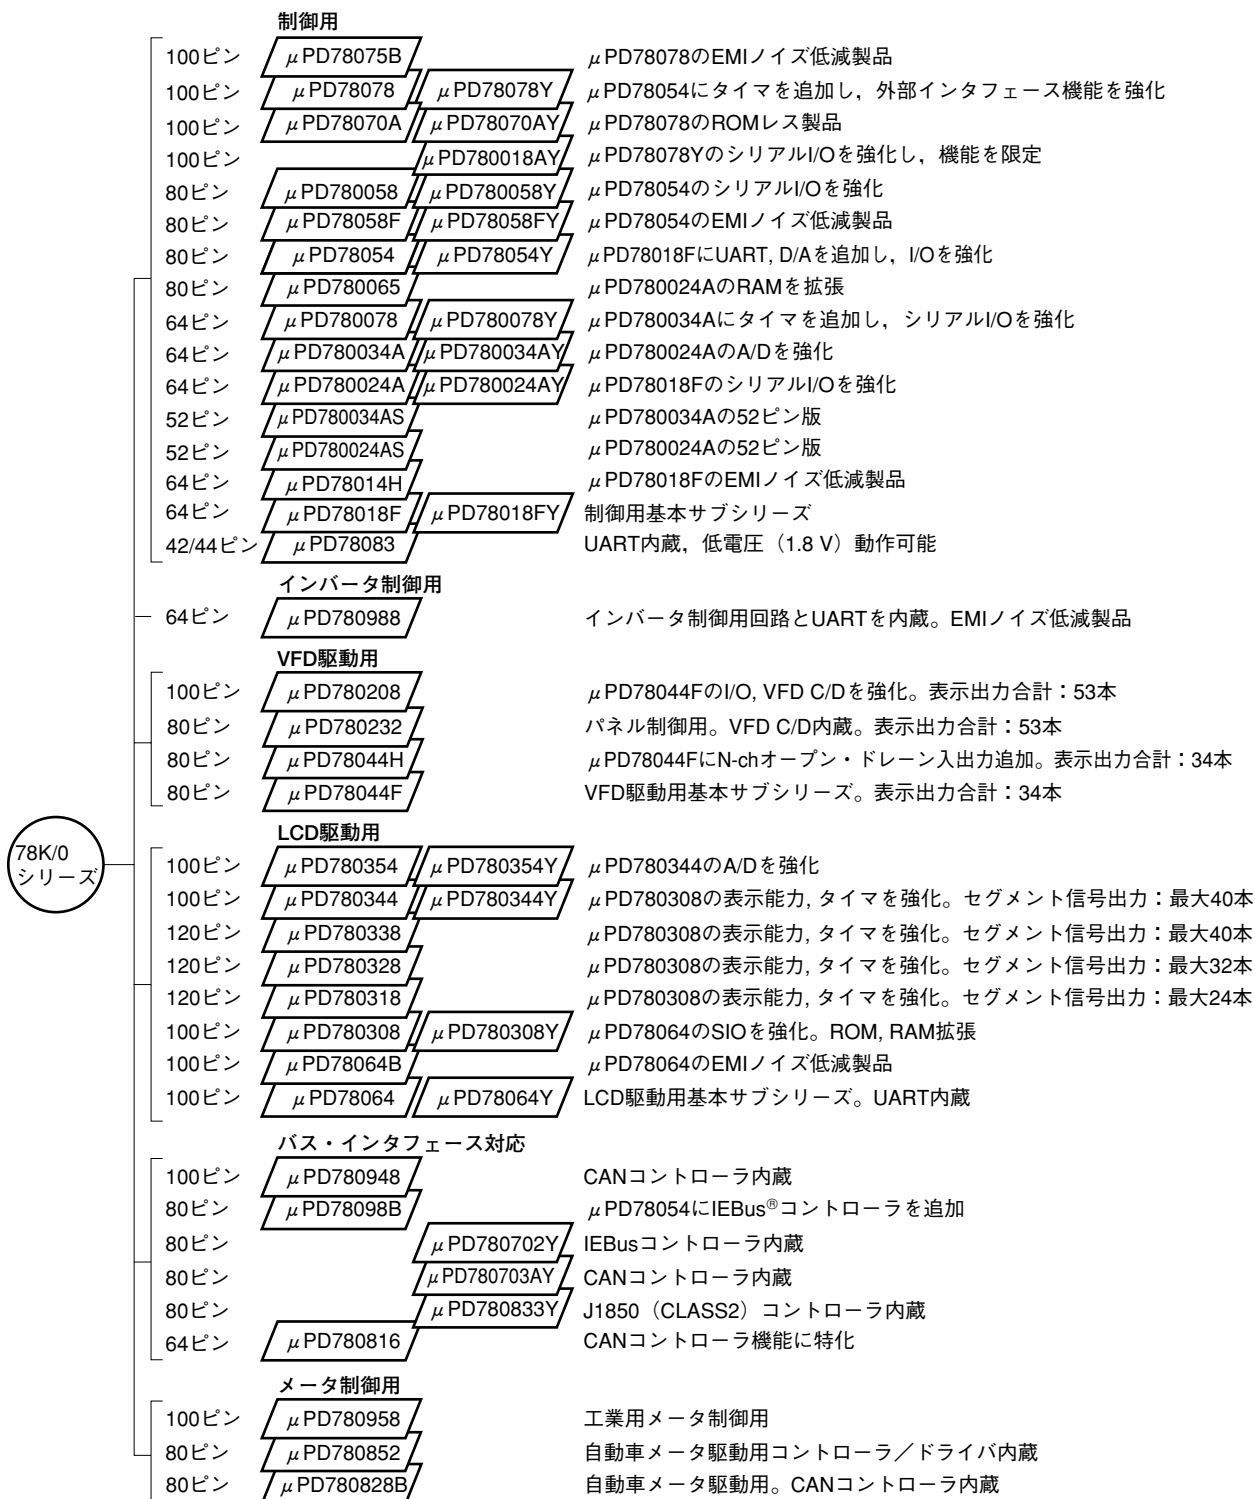 制御用
100ピン μPD78075B μPD78078のEMIノイズ低減製品
100ピン μPD78078 μPD78078Y μPD78054にタイマを追加し，外部インタフェース機能を強化
100ピン μPD78070A μPD78070AY μPD78078のROMレス製品
100ピン μPD780018AY μPD78078YのシリアルI/Oを強化し，機能を限定
80ピン μPD780058 μPD780058Y μPD78054のシリアルI/Oを強化
80ピン μPD78058F μPD78058FY μPD78054のEMIノイズ低減製品
80ピン μPD78054 μPD78054Y μPD78018FにUART, D/Aを追加し，I/Oを強化
80ピン μPD780065 μPD780024AのRAMを拡張
64ピン μPD780078 μPD780078Y μPD780034Aにタイマを追加し，シリアルI/Oを強化
64ピン μPD780034A μPD780034AY μPD780024AのA/Dを強化
64ピン μPD780024A μPD780024AY μPD78018FのシリアルI/Oを強化
52ピン μPD780034AS μPD780034Aの52ピン版
52ピン μPD780024AS μPD780024Aの52ピン版
64ピン μPD78014H μPD78018FのEMIノイズ低減製品
64ピン μPD78018F μPD78018FY 制御用基本サブシリーズ
42/44ピン μPD78083 UART内蔵，低電圧（1.8 V）動作可能
インバータ制御用
64ピン μPD780988 インバータ制御用回路とUARTを内蔵。EMIノイズ低減製品
VFD駆動用
100ピン μPD780208 μPD78044FのI/O, VFD C/Dを強化。表示出力合計：53本
80ピン μPD780232 パネル制御用。VFD C/D内蔵。表示出力合計：53本
80ピン μPD78044H μPD78044FにN-chオープン・ドレーン入出力追加。表示出力合計：34本
80ピン μPD78044F VFD駆動用基本サブシリーズ。表示出力合計：34本
78K/0
シリーズ
LCD駆動用
100ピン μPD780354 μPD780354Y μPD780344のA/Dを強化
100ピン μPD780344 μPD780344Y μPD780308の表示能力, タイマを強化。セグメント信号出力：最大40本
120ピン μPD780338 μPD780308の表示能力, タイマを強化。セグメント信号出力：最大40本
120ピン μPD780328 μPD780308の表示能力, タイマを強化。セグメント信号出力：最大32本
120ピン μPD780318 μPD780308の表示能力, タイマを強化。セグメント信号出力：最大24本
100ピン μPD780308 μPD780308Y μPD78064のSIOを強化。ROM, RAM拡張
100ピン μPD78064B μPD78064のEMIノイズ低減製品
100ピン μPD78064 μPD78064Y LCD駆動用基本サブシリーズ。UART内蔵
バス・インタフェース対応
100ピン μPD780948 CANコントローラ内蔵
80ピン μPD78098B μPD78054にIEBus®コントローラを追加
80ピン μPD780702Y IEBusコントローラ内蔵
80ピン μPD780703AY CANコントローラ内蔵
80ピン μPD780833Y J1850（CLASS2）コントローラ内蔵
64ピン μPD780816 CANコントローラ機能に特化
メータ制御用
100ピン μPD780958 工業用メータ制御用
80ピン μPD780852 自動車メータ駆動用コントローラ／ドライバ内蔵
80ピン μPD780828B 自動車メータ駆動用。CANコントローラ内蔵